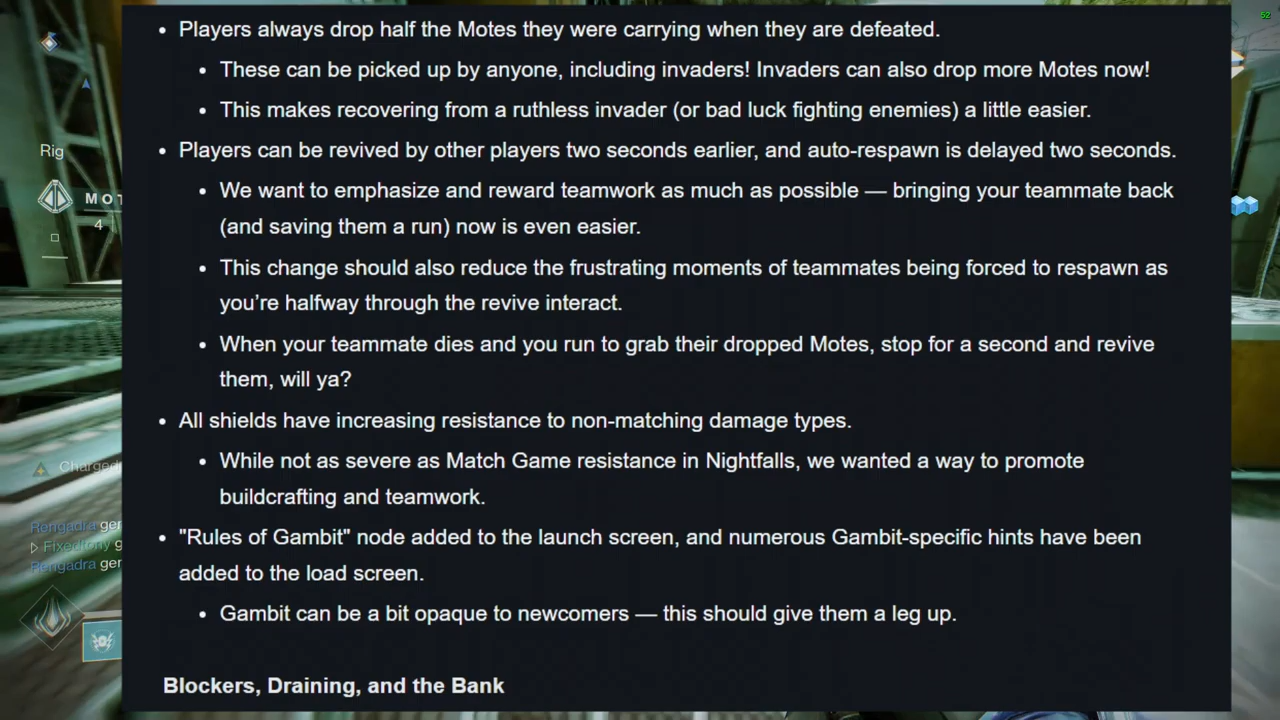 52
Players always drop half the Motes they were carrying when they are defeated.
These can be picked up by anyone, including invaders! Invaders can also drop more Motes now!
This makes recovering from a ruthless invader (or bad luck fighting enemies) a little easier.
Rig
Players can be revived by other players two seconds earlier, and auto-respawn is delayed two seconds.
We want to emphasize and reward teamwork as much as possible — bringing your teammate back
(and saving them a run) now is even easier.
MOT
4
This change should also reduce the frustrating moments of teammates being forced to respawn as
you’re halfway through the revive interact.
When your teammate dies and you run to grab their dropped Motes, stop for a second and revive
them, will ya?
All shields have increasing resistance to non-matching damage types.
While not as severe as Match Game resistance in Nightfalls, we wanted a way to promote
buildcrafting and teamwork.
Charged
Rengadra ger
Fixedtony g
Rengadra ger
"Rules of Gambit" node added to the launch screen, and numerous Gambit-specific hints have been
added to the load screen.
Gambit can be a bit opaque to newcomers — this should give them a leg up.
Blockers, Draining, and the Bank